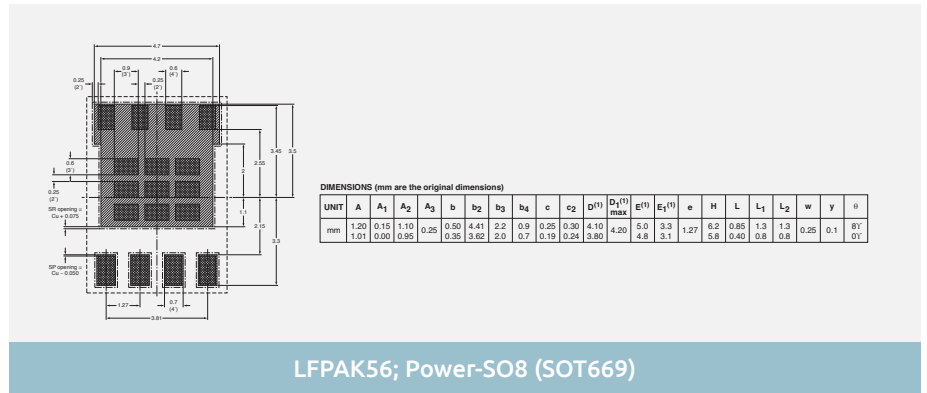 4.7
4.2
0.9
(3˚)
0.6
(4˚)
0.25
(2˚)
0.25
(2˚)
3.45 3.5
0.6
(3˚)
2.55
2
0.25
(2˚)
SR opening =
Cu + 0.075
1.1
2.15
3.3
SP opening =
Cu – 0.050
1.27
0.7
(4˚)
3.81
DIMENSIONS (mm are the original dimensions)
UNIT A A1 A2 A3 b b2 b3 b4 c c2 D(1) D1(1) max E(1) E1(1) e H L L1 L2 w y θ
mm 1.20 0.15 1.10 0.25 0.50 4.41 2.2 0.9 0.25 0.30 4.10 4.20 5.0 3.3 1.27 6.2 0.85 1.3 1.3 0.25 0.1 8°
1.01 0.00 0.95 0.35 3.62 2.0 0.7 0.19 0.24 3.80 4.8 3.1 5.8 0.40 0.8 0.8 0°
LFPAK56; Power-SO8 (SOT669)